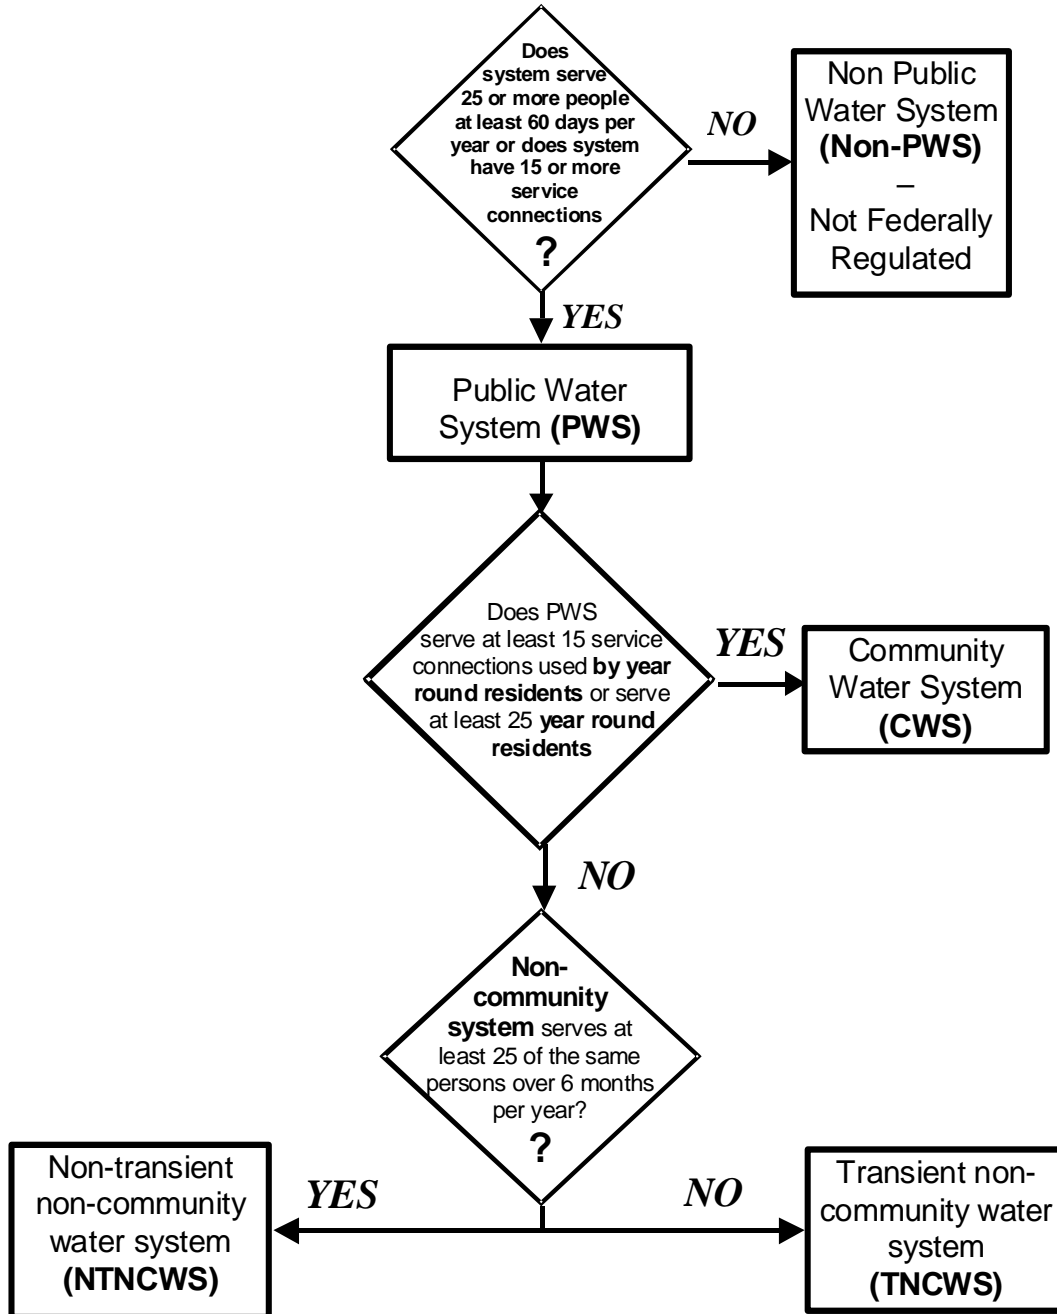 Does
system serve
25 or more people
at least 60 days per
year or does system
have 15 or more
service
connections
?
NO
Non Public
Water System
(Non-PWS)
–
Not Federally
Regulated
YES
Public Water
System (PWS)
Does PWS
serve at least 15 service
connections used by year
round residents or serve
at least 25 year round
residents
YES
Community
Water System
(CWS)
NO
Non-
community
system serves at
least 25 of the same
persons over 6 months
per year?
?
YES
Non-transient
non-community
water system
(NTNCWS)
NO
Transient non-
community water
system
(TNCWS)